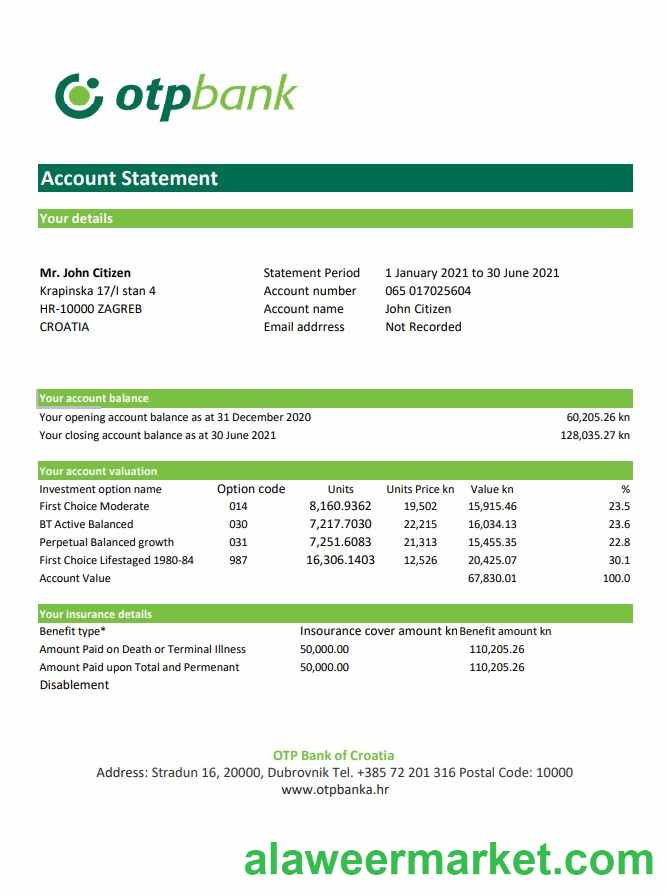 otpbank
Account Statement
Your details
Mr. John Citizen Statement Period 1 January 2021 to 30 June 2021
Krapinska 17/I stan 4 Account number 065 017025604
HR-10000 ZAGREB Account name John Citizen
CROATIA Email addrress Not Recorded
Your account balance
Your opening account balance as at 31 December 2020 60,205.26 kn
Your closing account balance as at 30 June 2021 128,035.27 kn
Your account valuation
Investment option name Option code Units Units Price kn Value kn %
First Choice Moderate 014 8,160.9362 19,502 15,915.46 23.5
BT Active Balanced 030 7,217.7030 22,215 16,034.13 23.6
Perpetual Balanced growth 031 7,251.6083 21,313 15,455.35 22.8
First Choice Lifestaged 1980-84 987 16,306.1403 12,526 20,425.07 30.1
Account Value 67,830.01 100.0
Your insurance details
Benefit type* Insourance cover amount kn Benefit amount kn
Amount Paid on Death or Terminal Illness 50,000.00 110,205.26
Amount Paid upon Total and Permenant 50,000.00 110,205.26
Disablement
OTP Bank of Croatia
Address: Stradun 16, 20000, Dubrovnik Tel. +385 72 201 316 Postal Code: 10000
www.otpbanka.hr
alaweermarket.com